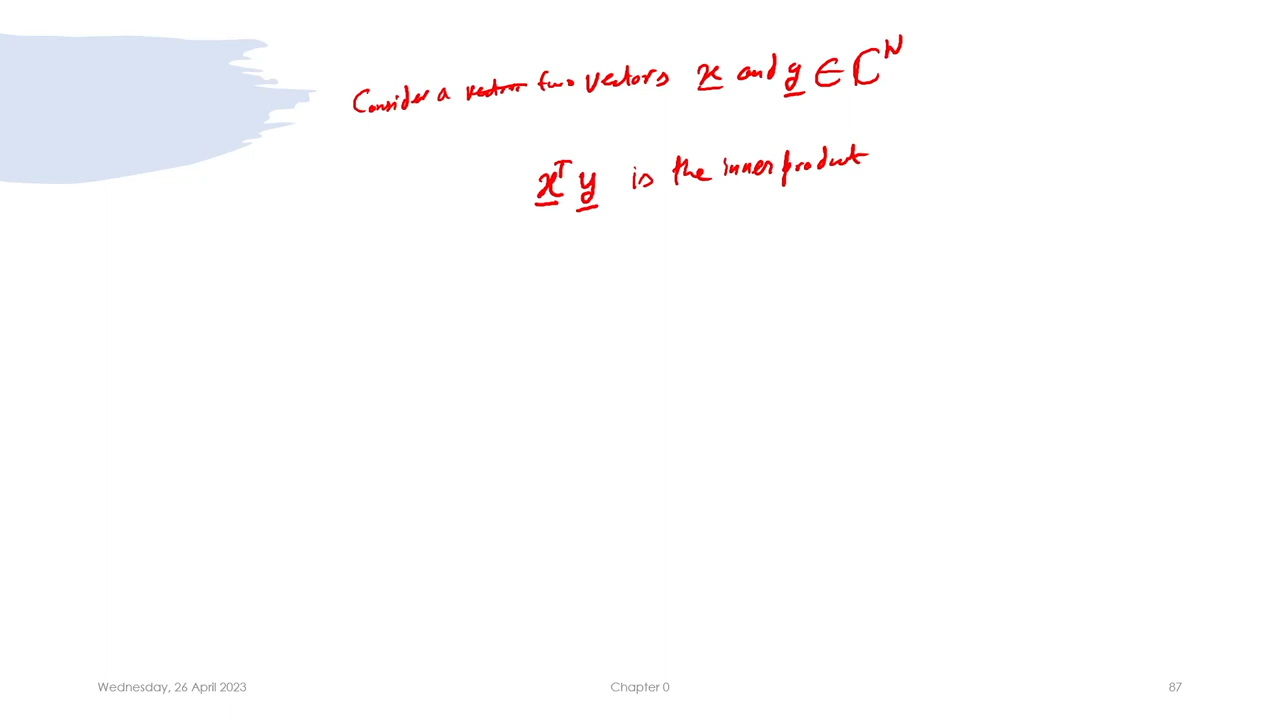 Consider a vector two vectors x and y ∈ ℂ^N
x^T y is the inner product
Wednesday, 26 April 2023
Chapter 0
87